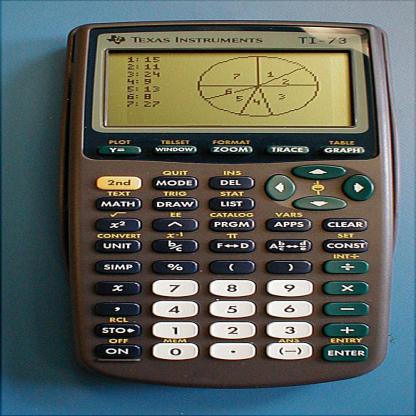 TEXAS INSTRUMENTS TI-73
1: 15
2: 11
3: 24
4: 9
5: 13
6: 8
7: 27
7 1 2 3 4 5 6
PLOT TBLSET FORMAT TABLE
Y= WINDOW ZOOM TRACE GRAPH
QUIT INS
2nd MODE DEL
TEXT TRIG STAT
MATH DRAW LIST
√ EE CATALOG VARS
x² ^ PRGM APPS CLEAR
CONVERT x⁻¹ π SET
UNIT b/c F↔D A b/c↔d/e CONST
INT÷
SIMP % ( ) ÷
x 7 8 9 ×
, 4 5 6 −
RCL
STO▸ 1 2 3 +
OFF MEM ANS ENTRY
ON 0 . (−) ENTER